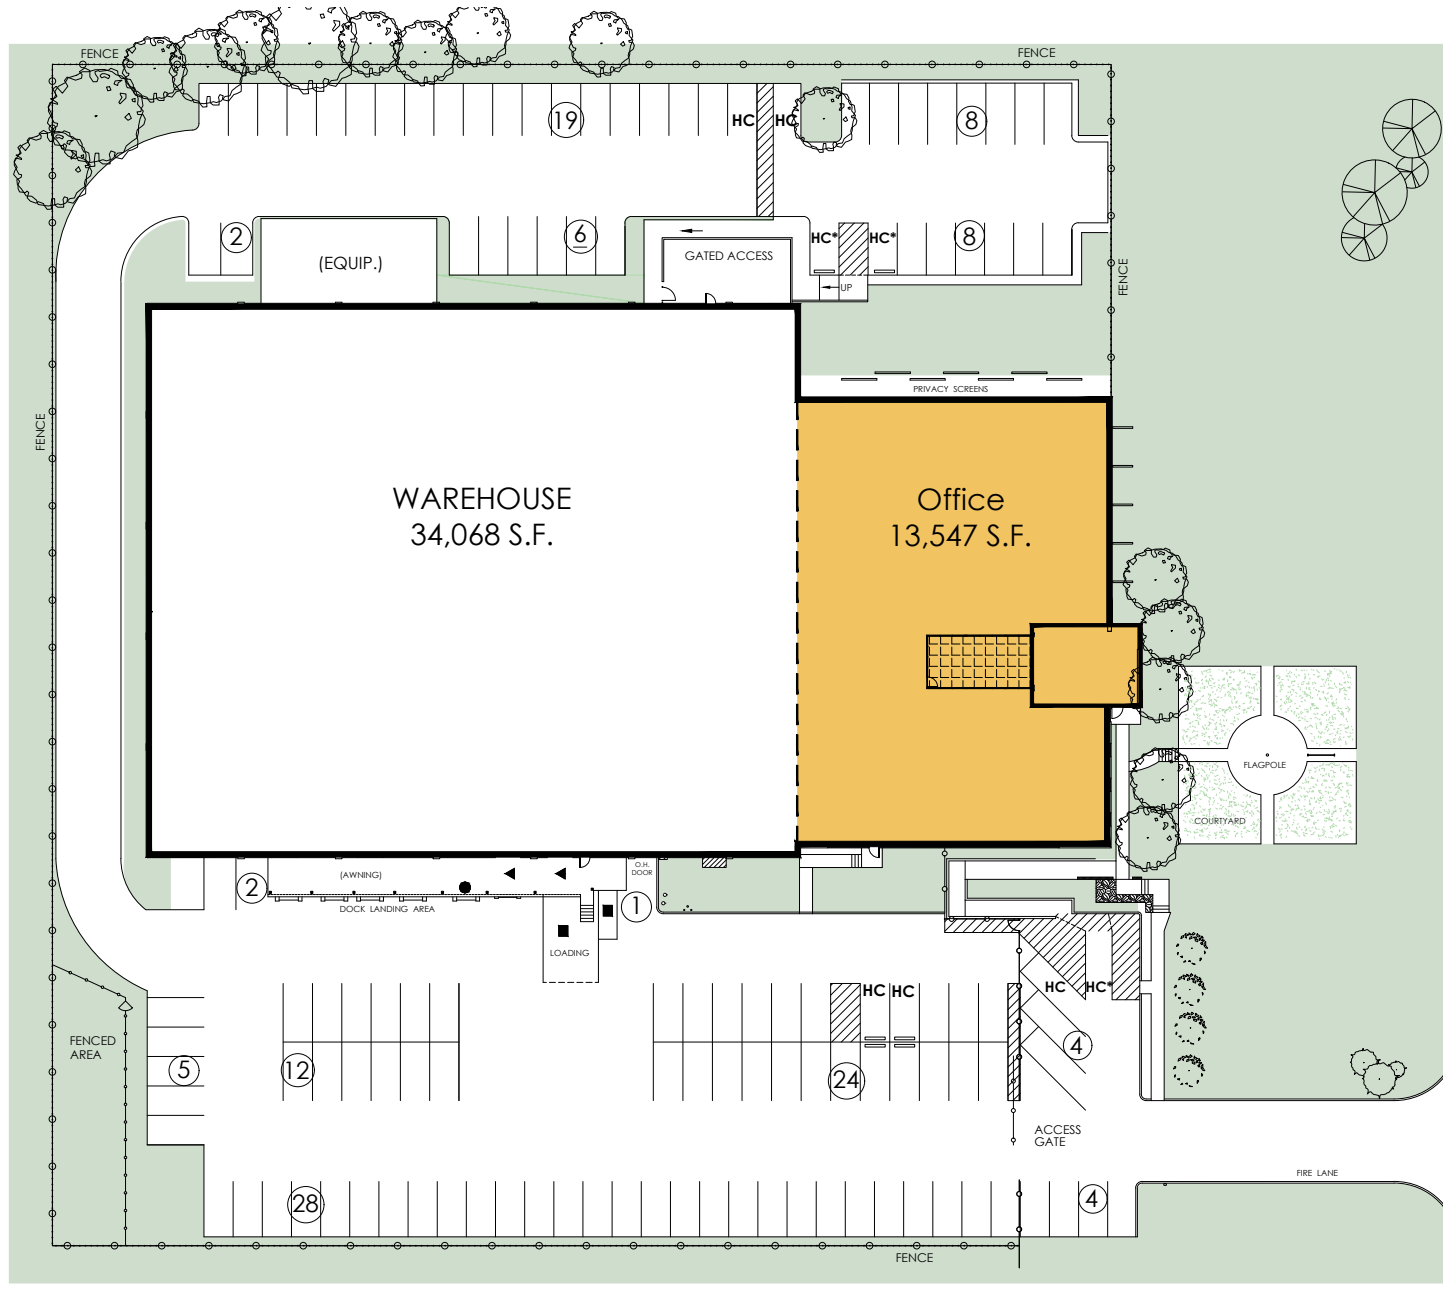 FENCE
FENCE
19
HC
HC
8
2
(EQUIP.)
6
GATED ACCESS
HC*
HC*
8
UP
FENCE
PRIVACY SCREENS
FENCE
WAREHOUSE
34,068 S.F.
Office
13,547 S.F.
FLAGPOLE
COURTYARD
(AWNING)
O.H.
DOOR
2
DOCK LANDING AREA
1
LOADING
HC
HC
HC
HC*
FENCED
AREA
5
12
24
4
ACCESS
GATE
FIRE LANE
28
4
FENCE